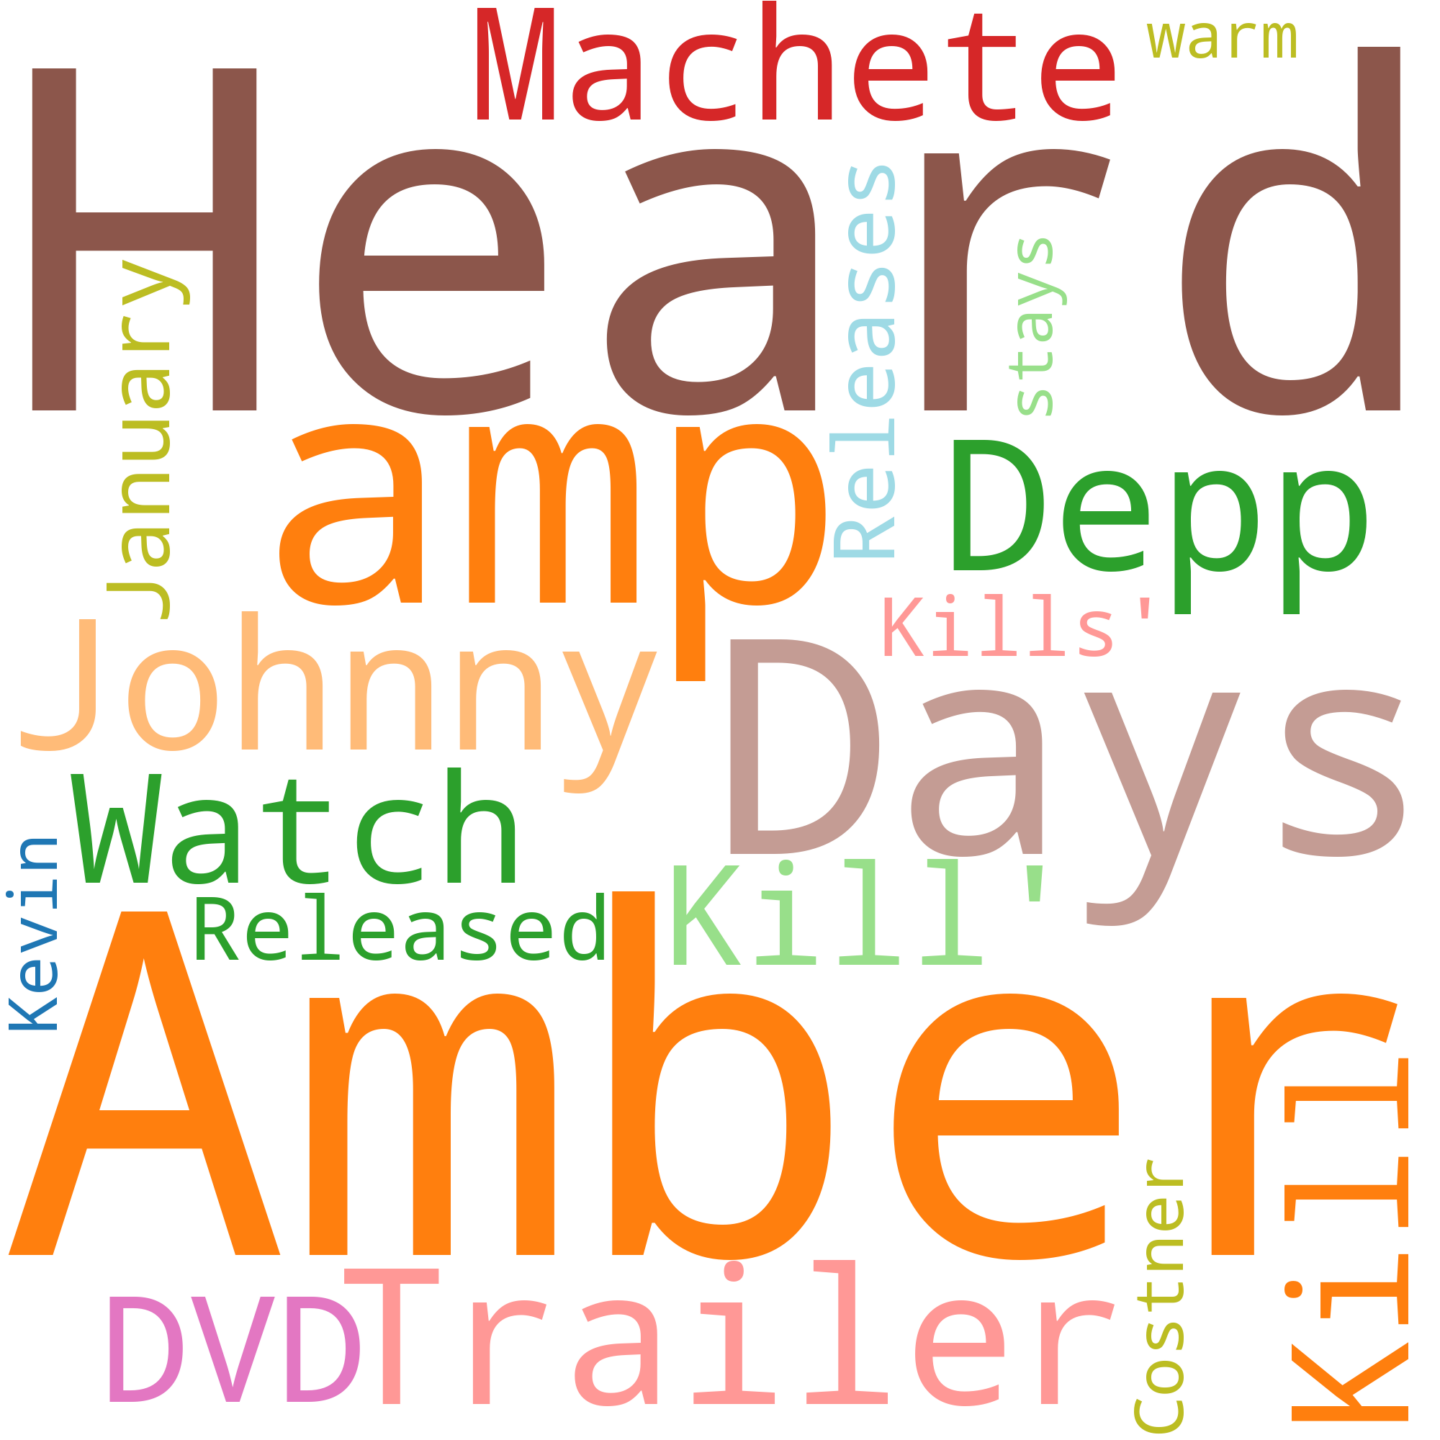 Machete
warm
Heard
January
Releases
stays
amp
Depp
Kills'
Johnny
Days
Watch
Kill'
Kevin
Released
Amber
Kill
Costner
DVD
Trailer